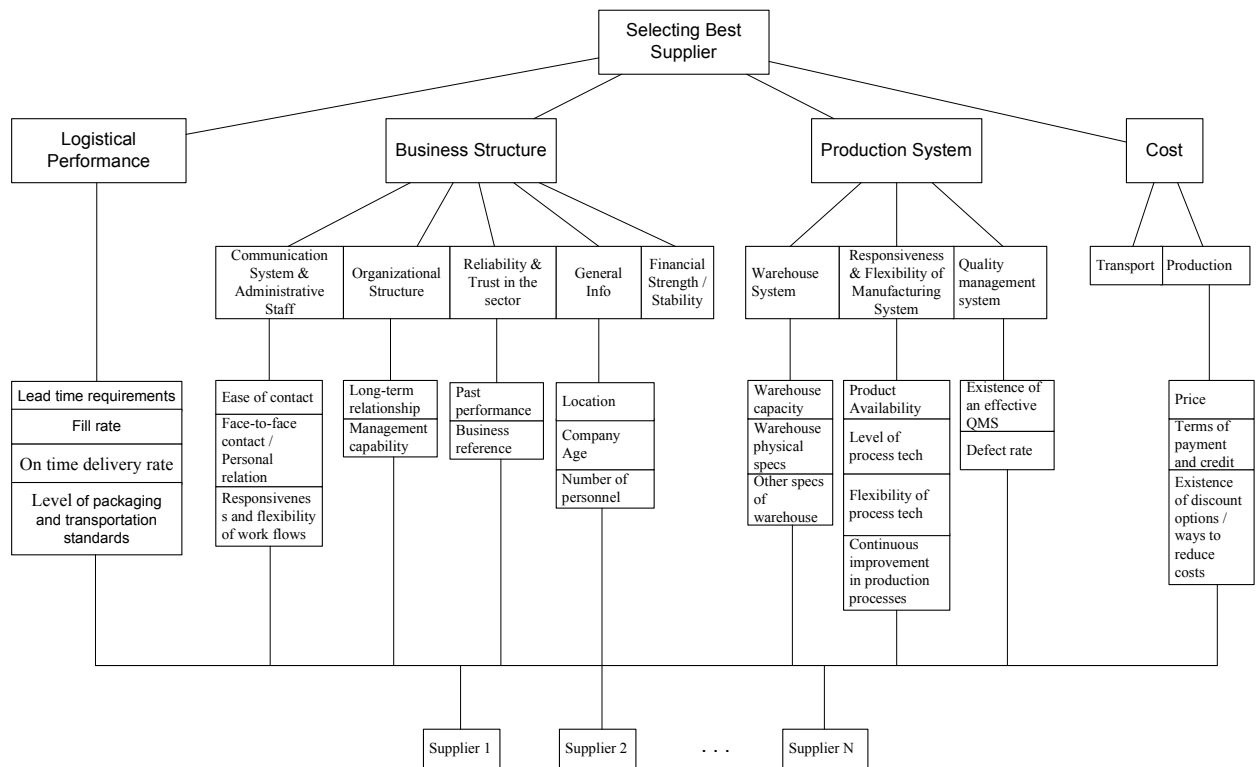 Selecting Best
Supplier
Logistical
Performance
Business Structure
Production System
Cost
Communication
System &
Administrative
Staff
Organizational
Structure
Reliability &
Trust in the
sector
General
Info
Financial
Strength /
Stability
Warehouse
System
Responsiveness
& Flexibility of
Manufacturing
System
Quality
management
system
Transport
Production
Lead time requirements
Fill rate
On time delivery rate
Level of packaging
and transportation
standards
Ease of contact
Face-to-face
contact /
Personal
relation
Responsivenes
s and flexibility
of work flows
Long-term
relationship
Management
capability
Past
performance
Business
reference
Location
Company
Age
Number of
personnel
Warehouse
capacity
Warehouse
physical
specs
Other specs of
warehouse
Product
Availability
Level of
process tech
Flexibility of
process tech
Continuous
improvement
in production
processes
Existence of
an effective
QMS
Defect rate
Price
Terms of
payment
and credit
Existence
of discount
options /
ways to
reduce
costs
Supplier 1
Supplier 2
. . .
Supplier N